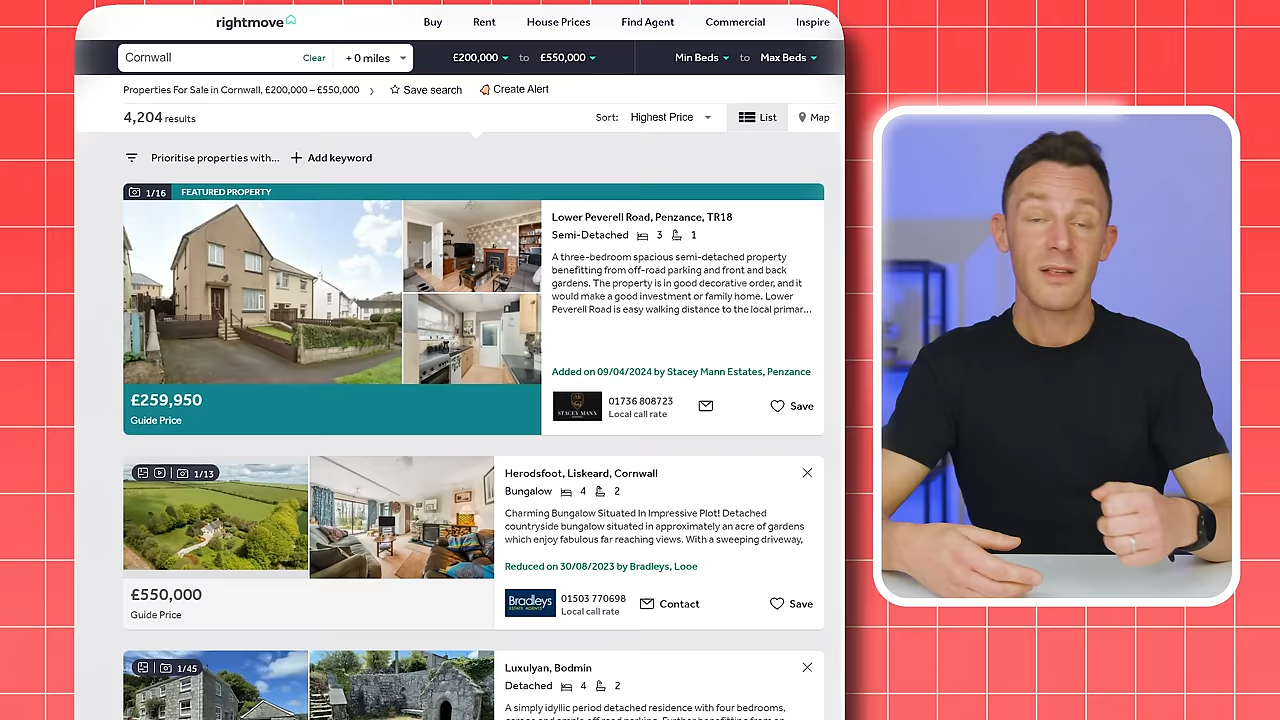 rightmove
Buy Rent House Prices Find Agent Commercial Inspire
Cornwall Clear + 0 miles £200,000 to £550,000 Min Beds to Max Beds
Properties For Sale in Cornwall, £200,000 – £550,000 Save search Create Alert
4,204 results Sort: Highest Price List Map
Prioritise properties with... Add keyword
1/16 FEATURED PROPERTY
Lower Peverell Road, Penzance, TR18
Semi-Detached 3 1
A three-bedroom spacious semi-detached property
benefitting from off-road parking and front and back
gardens. The property is in good decorative order, and it
would make a good investment or family home. Lower
Peverell Road is easy walking distance to the local primar...
Added on 09/04/2024 by Stacey Mann Estates, Penzance
£259,950
Guide Price
STACEY MANN
01736 808723
Local call rate
Save
1/13
Herodsfoot, Liskeard, Cornwall
Bungalow 4 2
Charming Bungalow Situated In Impressive Plot! Detached
countryside bungalow situated in approximately an acre of gardens
which enjoy fabulous far reaching views. With a sweeping driveway,
Reduced on 30/08/2023 by Bradleys, Looe
£550,000
Guide Price
Bradleys
ESTATE AGENTS
01503 770698
Local call rate
Contact
Save
1/45
Luxulyan, Bodmin
Detached 4 2
A simply idyllic period detached residence with four bedrooms,